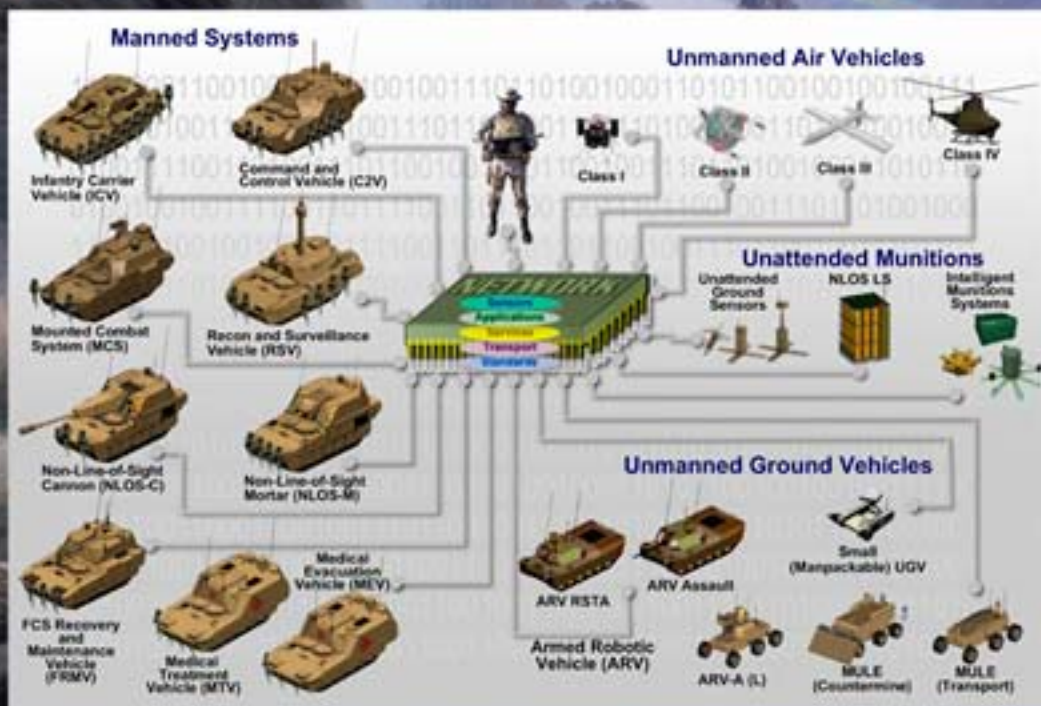 Manned Systems
Infantry Carrier
Vehicle (ICV)
Command and
Control Vehicle (C2V)
Mounted Combat
System (MCS)
Recon and Surveillance
Vehicle (RSV)
Non-Line-of-Sight
Cannon (NLOS-C)
Non-Line-of-Sight
Mortar (NLOS-M)
FCS Recovery
and
Maintenance
Vehicle
(FRMV)
Medical
Treatment
Vehicle (MTV)
Medical
Evacuation
Vehicle (MEV)
NETWORK
Sensors
Applications
Services
Transport
Standards
Unmanned Air Vehicles
Class I
Class II
Class III
Class IV
Unattended Munitions
Unattended
Ground
Sensors
NLOS LS
Intelligent
Munitions
Systems
Unmanned Ground Vehicles
ARV RSTA
ARV Assault
Armed Robotic
Vehicle (ARV)
Small
(Manpackable) UGV
ARV-A (L)
MULE
(Countermine)
MULE
(Transport)